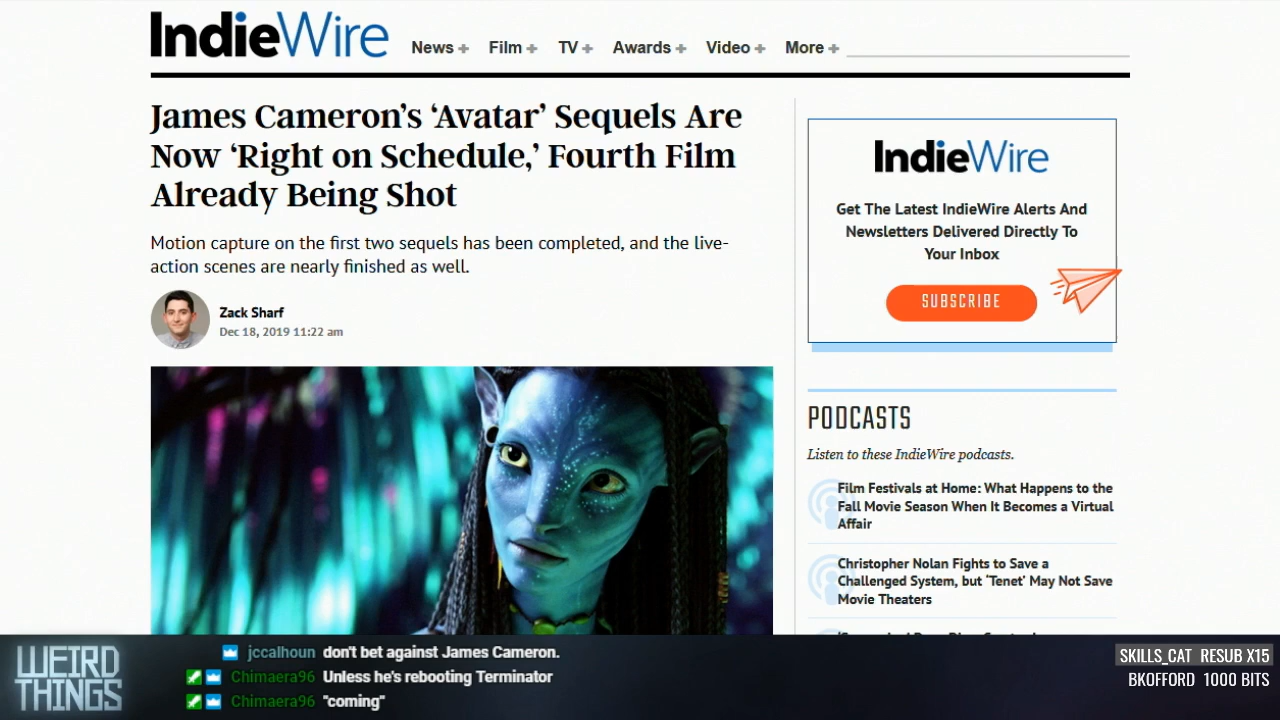 IndieWire
News + Film + TV + Awards + Video + More +
James Cameron's 'Avatar' Sequels Are
Now 'Right on Schedule,' Fourth Film
Already Being Shot
Motion capture on the first two sequels has been completed, and the live-
action scenes are nearly finished as well.
Zack Sharf
Dec 18, 2019 11:22 am
IndieWire
Get The Latest IndieWire Alerts And
Newsletters Delivered Directly To
Your Inbox
SUBSCRIBE
PODCASTS
Listen to these IndieWire podcasts.
Film Festivals at Home: What Happens to the
Fall Movie Season When It Becomes a Virtual
Affair
Christopher Nolan Fights to Save a
Challenged System, but 'Tenet' May Not Save
Movie Theaters
WEIRD
THINGS
jccalhoun don't bet against James Cameron.
Chimaera96 Unless he's rebooting Terminator
Chimaera96 "coming"
SKILLS_CAT RESUB X15
BKOFFORD 1000 BITS